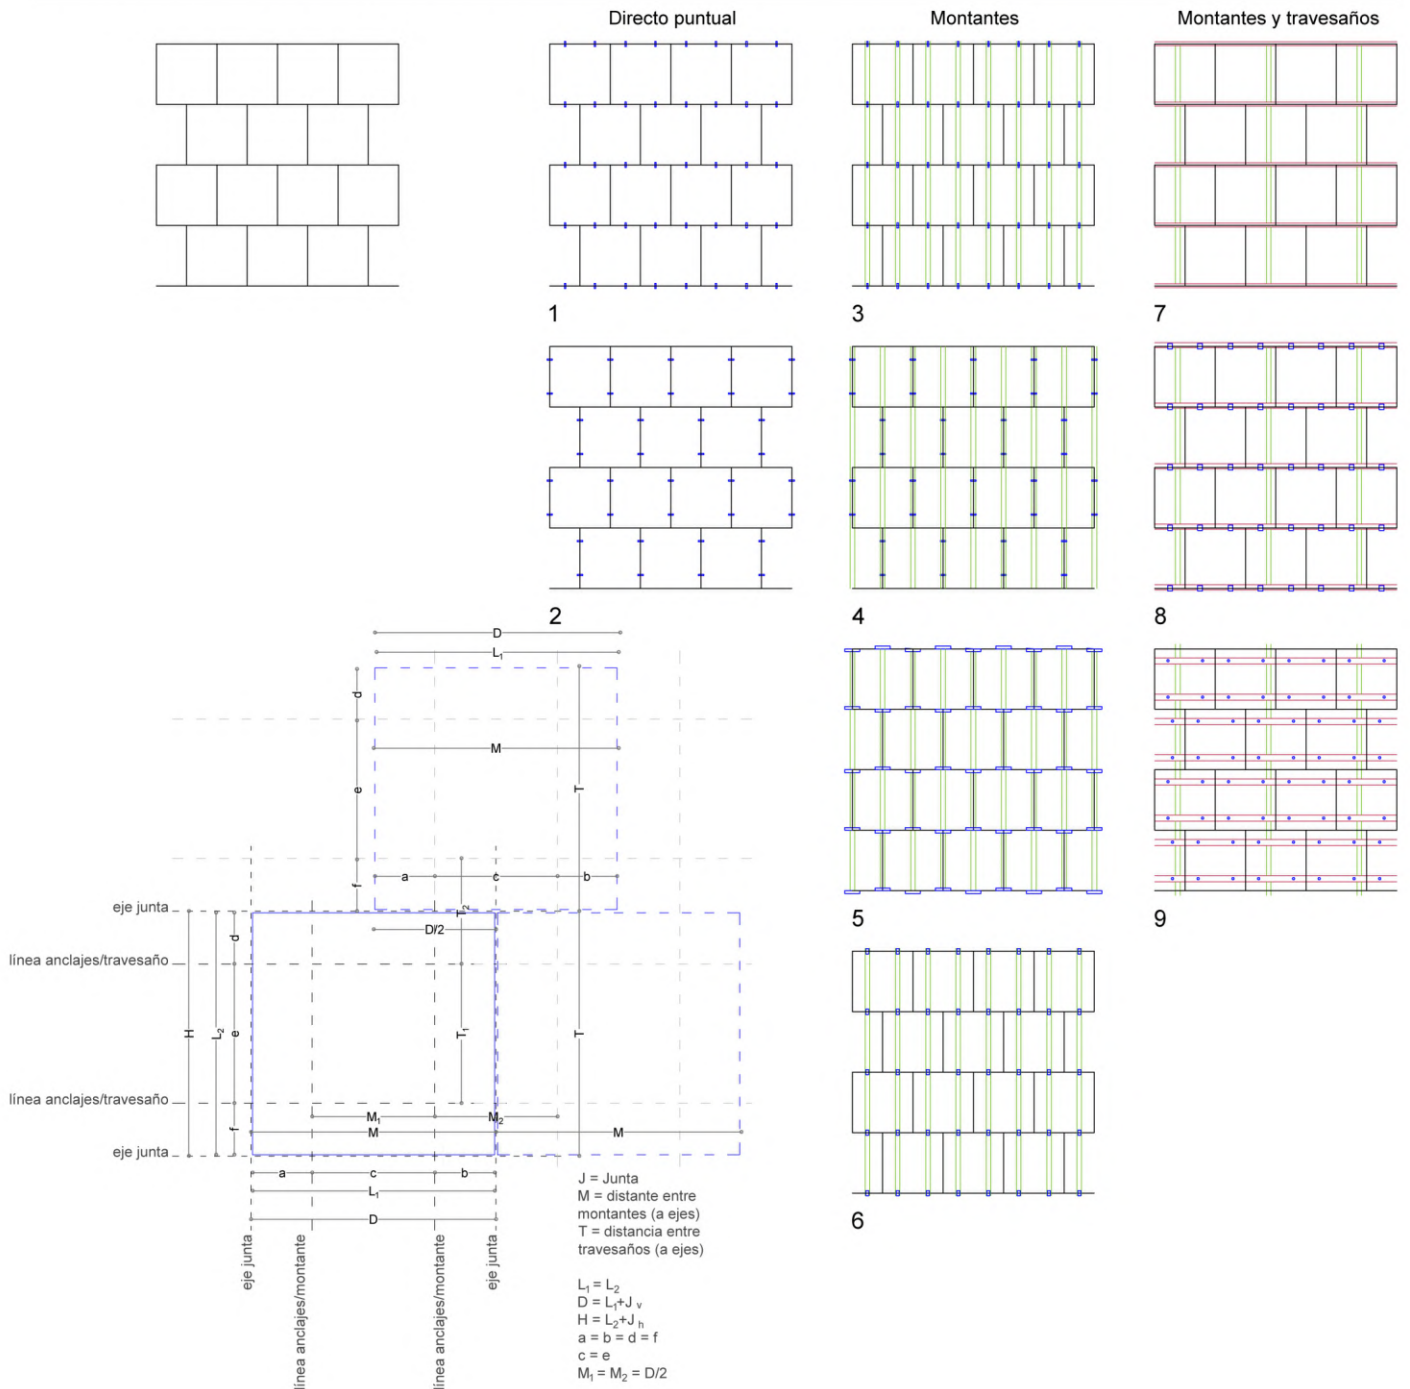 Directo puntual
Montantes
Montantes y travesaños
1
3
7
2
4
8
D
L₁
d
M
e
T
a
c
b
f
T₂
5
9
eje junta
D/2
d
línea anclajes/travesaño
H
L₂
e
T₁
T
línea anclajes/travesaño
M₁
M₂
f
M
M
eje junta
a
c
b
L₁
D
6
eje junta
línea anclajes/montante
línea anclajes/montante
eje junta
J = Junta
M = distante entre
montantes (a ejes)
T = distancia entre
travesaños (a ejes)
L₁ = L₂
D = L₁+J v
H = L₂+J h
a = b = d = f
c = e
M₁ = M₂ = D/2